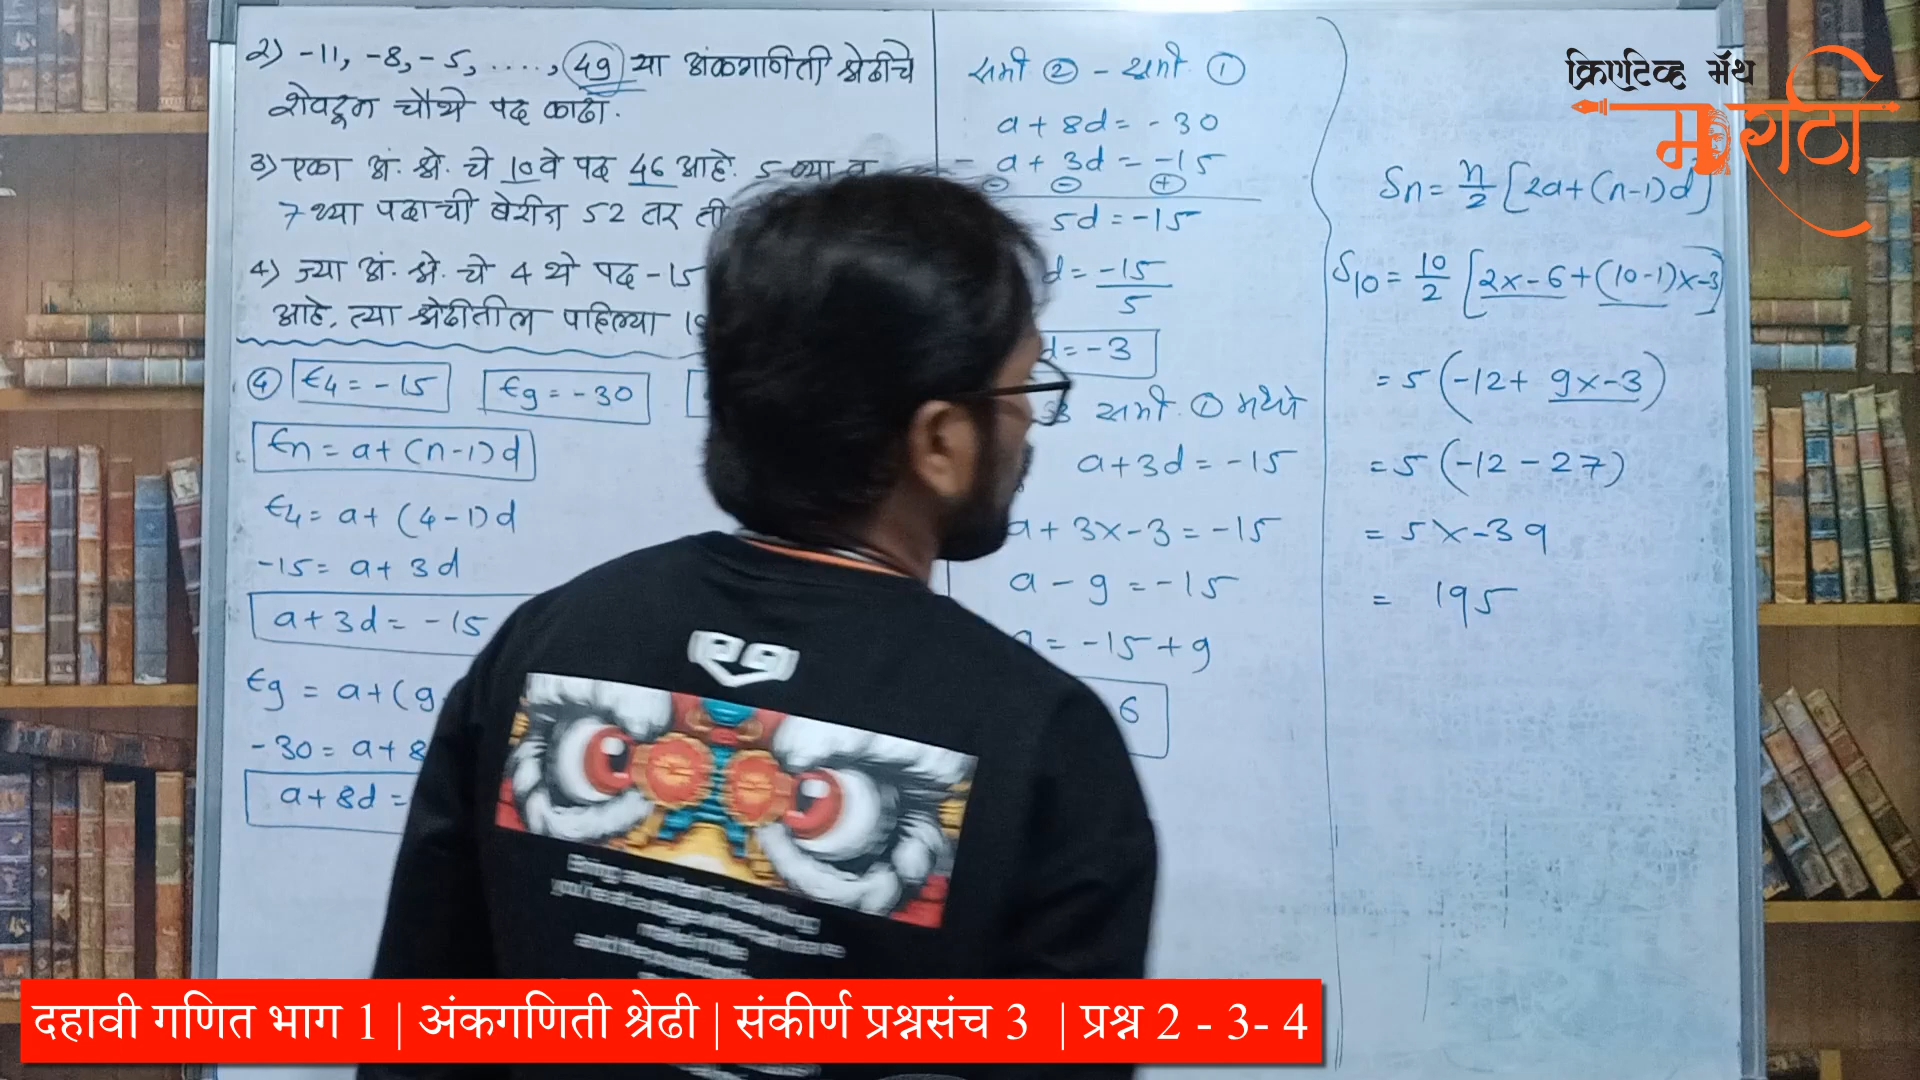 2) -11, -8, -5, ...., 49 या अंकगणिती श्रेढीचे
शेवटून चौथे पद काढा.
3) एका अं. श्रे. चे 10वे पद 46 आहे. 5 व्या व
7 व्या पदाची बेरीज 52 तर ती
4) ज्या अं. श्रे. चे 4 थे पद -15
आहे, त्या श्रेढीतील पहिल्या
④ t4 = -15 t9 = -30
tn = a+(n-1)d
t4 = a+ (4-1)d
-15 = a+ 3d
a+3d = -15
t9 = a+(9
-30 = a+8
a+8d =
समी ② - समी. ①
a + 8d = -30
- a + 3d = -15
5d = -15
d = -15
5
d = -3
समी. ① मध्ये
a+3d = -15
a + 3x-3 = -15
a - 9 = -15
= -15+9
6
Sn = n/2 [2a+(n-1)d]
S10 = 10/2 [2x-6+(10-1)x-3]
= 5 (-12+ 9x-3)
= 5 (-12 - 27)
= 5 x-39
= 195
क्रिएटिव्ह मॅथ
मराठी
दहावी गणित भाग 1 | अंकगणिती श्रेढी | संकीर्ण प्रश्नसंच 3 | प्रश्न 2 - 3- 4